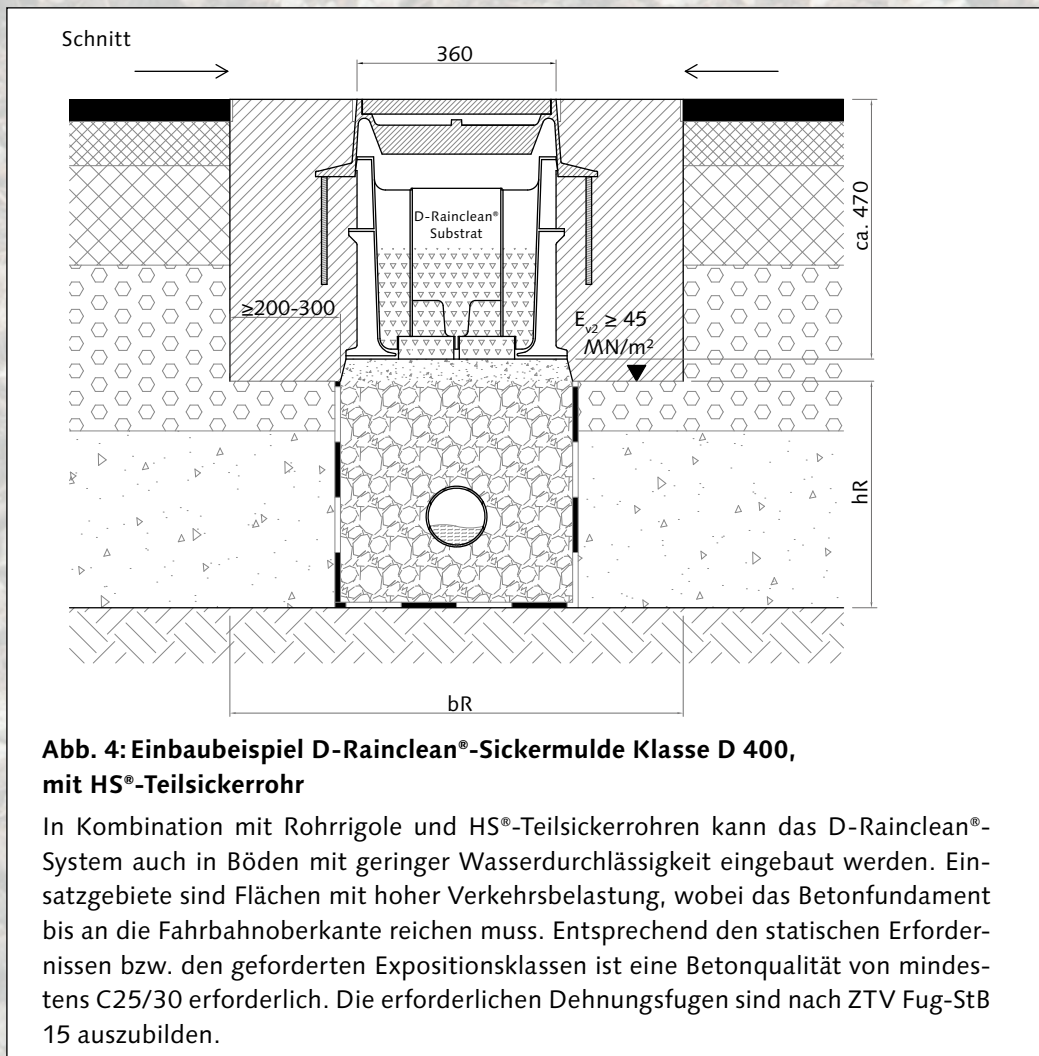 Schnitt
360
ca. 470
D-Rainclean®
Substrat
≥200-300
Ev2 ≥ 45
MN/m²
hR
bR
Abb. 4: Einbaubeispiel D-Rainclean®-Sickermulde Klasse D 400,
mit HS®-Teilsickerrohr
In Kombination mit Rohrrigole und HS®-Teilsickerrohren kann das D-Rainclean®-
System auch in Böden mit geringer Wasserdurchlässigkeit eingebaut werden. Ein-
satzgebiete sind Flächen mit hoher Verkehrsbelastung, wobei das Betonfundament
bis an die Fahrbahnoberkante reichen muss. Entsprechend den statischen Erforder-
nissen bzw. den geforderten Expositionsklassen ist eine Betonqualität von mindes-
tens C25/30 erforderlich. Die erforderlichen Dehnungsfugen sind nach ZTV Fug-StB
15 auszubilden.